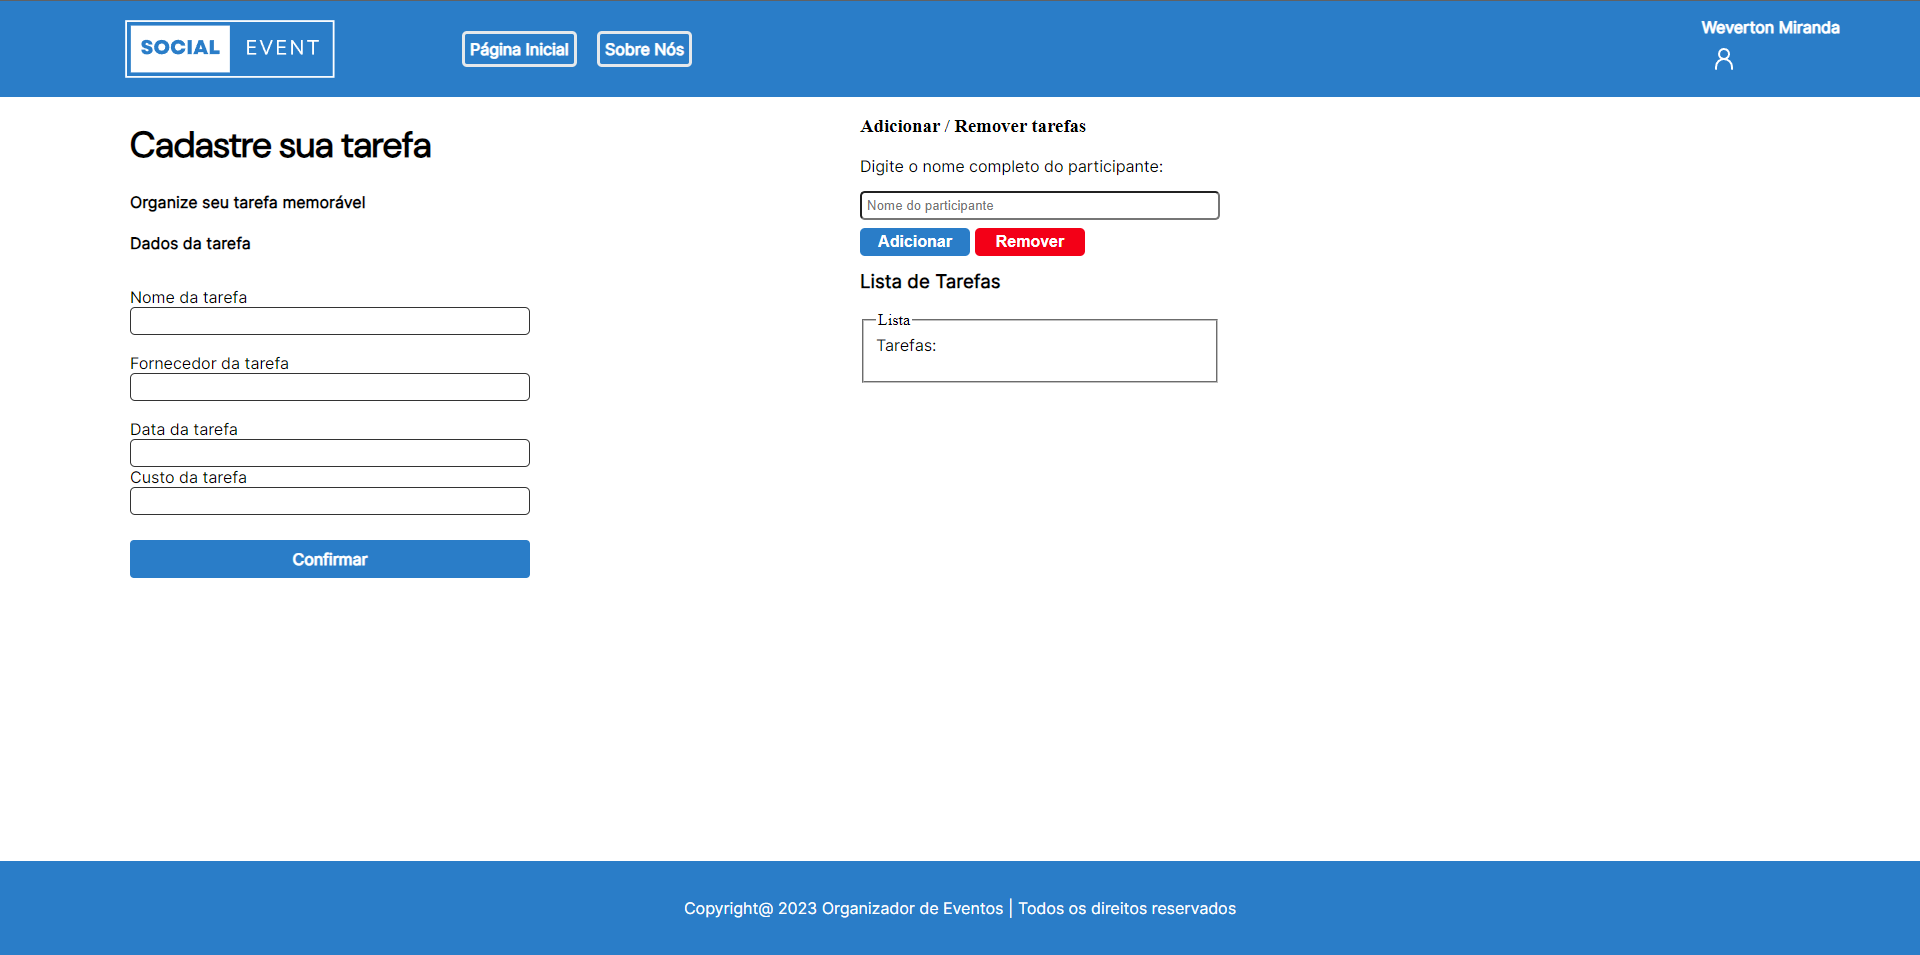 SOCIAL EVENT
Página Inicial
Sobre Nós
Weverton Miranda
Cadastre sua tarefa
Organize seu tarefa memorável
Dados da tarefa
Nome da tarefa
Fornecedor da tarefa
Data da tarefa
Custo da tarefa
Confirmar
Adicionar / Remover tarefas
Digite o nome completo do participante:
Nome do participante
Adicionar
Remover
Lista de Tarefas
Lista
Tarefas:
Copyright@ 2023 Organizador de Eventos | Todos os direitos reservados